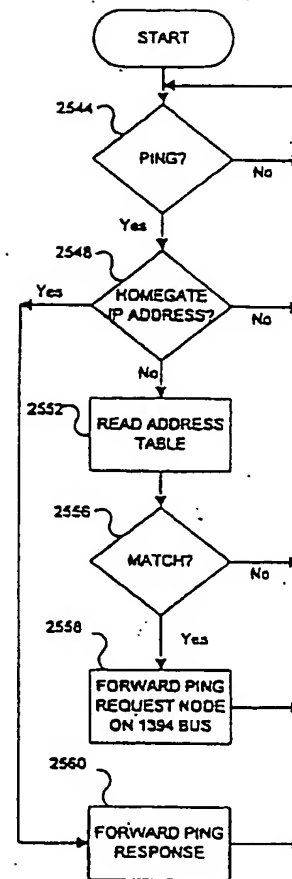 START
2544
PING?
No
Yes
2548
Yes
HOMEGATE
IP ADDRESS?
No
No
2552
READ ADDRESS
TABLE
2556
MATCH?
No
Yes
2558
FORWARD PING
REQUEST NODE
ON 1394 BUS
2560
FORWARD PING
RESPONSE